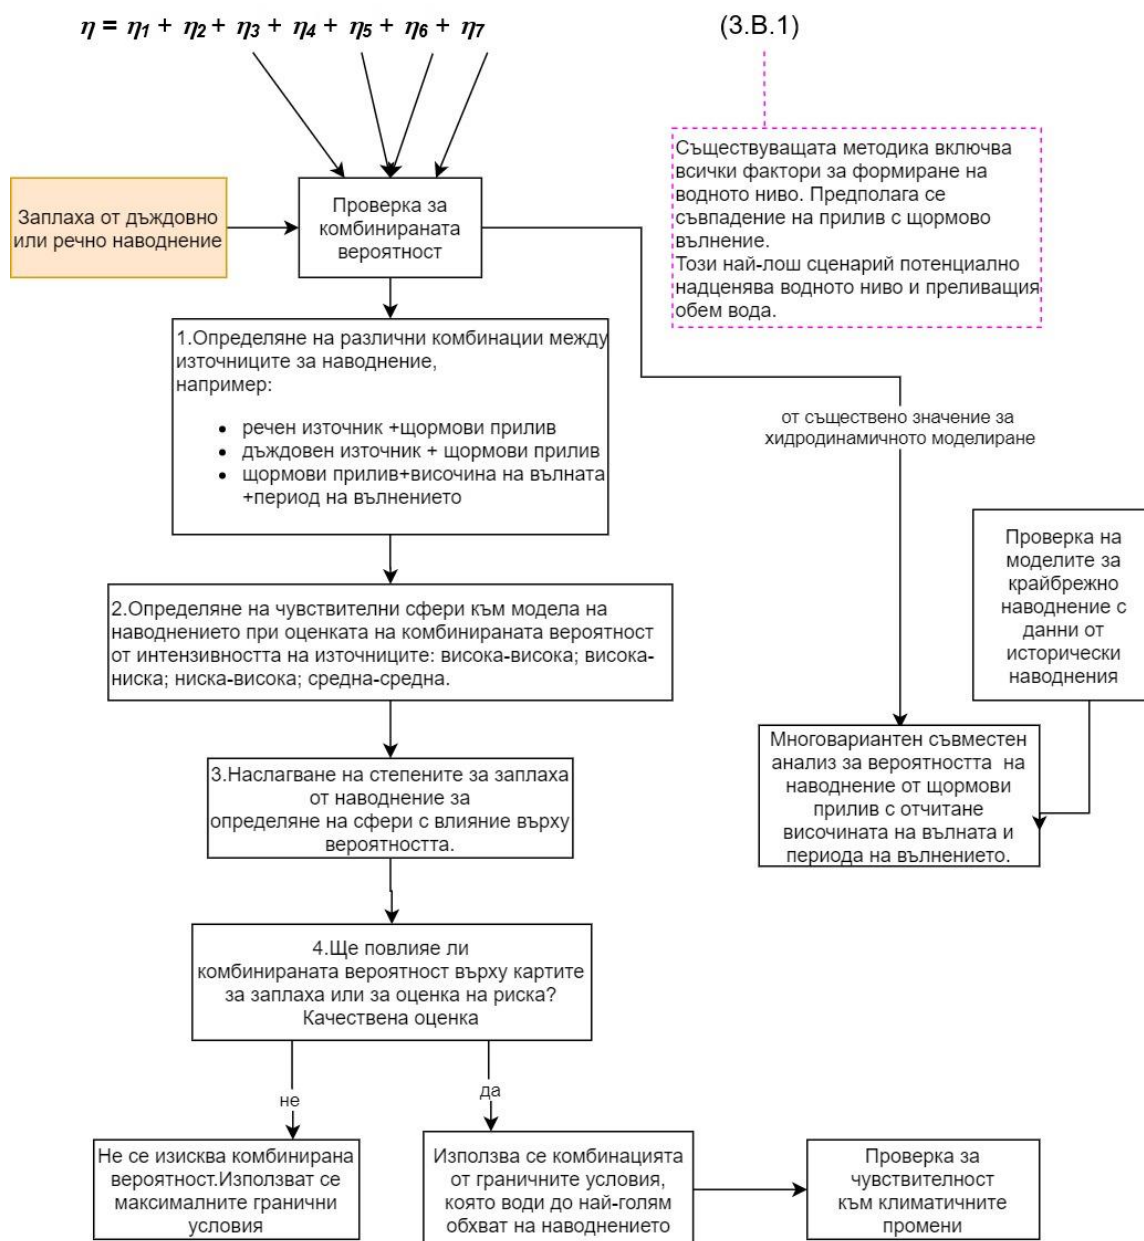 η = η1 + η2 + η3 + η4 + η5 + η6 + η7
(3.В.1)
Съществуващата методика включва
всички фактори за формиране на
водното ниво. Предполага се
съвпадение на прилив с щормово
вълнение.
Този най-лош сценарий потенциално
надценява водното ниво и преливащия
обем вода.
Заплаха от дъждовно
или речно наводнение
Проверка за
комбинираната
вероятност
1.Определяне на различни комбинации между
източниците за наводнение,
например:
• речен източник +щормови прилив
• дъждовен източник + щормови прилив
• щормови прилив+височина на вълната
+период на вълнението
от съществено значение за
хидродинамичното моделиране
Проверка на
моделите за
крайбрежно
наводнение с
данни от
исторически
наводнения
2.Определяне на чувствителни сфери към модела на
наводнението при оценката на комбинираната вероятност
от интензивността на източниците: висока-висока; висока-
ниска; ниска-висока; средна-средна.
Многовариантен съвместен
анализ за вероятността на
наводнение от щормови
прилив с отчитане
височината на вълната и
периода на вълнението.
3.Наслагване на степените за заплаха
от наводнение за
определяне на сфери с влияние върху
вероятността.
4.Ще повлияе ли
комбинираната вероятност върху картите
за заплаха или за оценка на риска?
Качествена оценка
не
да
Не се изисква комбинирана
вероятност.Използват се
максималните гранични
условия
Използва се комбинацията
от граничните условия,
която води до най-голям
обхват на наводнението
Проверка за
чувствителност
към климатичните
промени